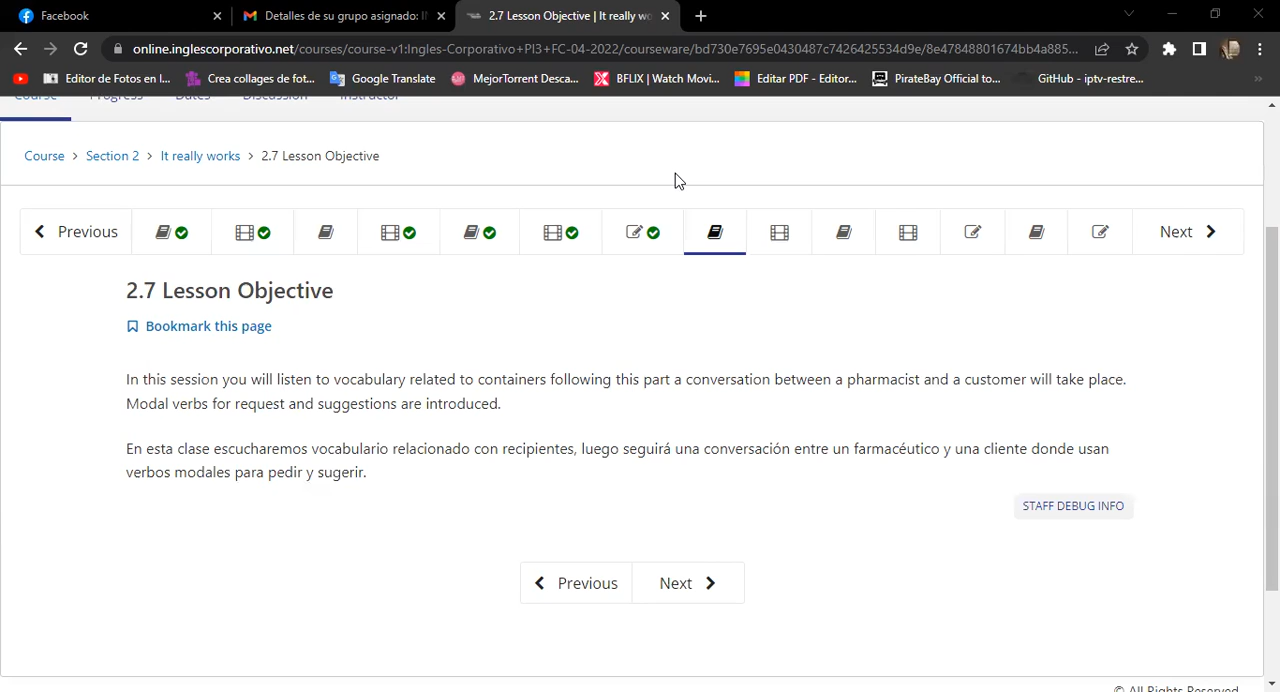 Facebook
Detalles de su grupo asignado: I
2.7 Lesson Objective | It really wo
online.inglescorporativo.net/courses/course-v1:Ingles-Corporativo+PI3+FC-04-2022/courseware/bd730e7695e0430487c7426425534d9e/8e47848801674bb4a885...
Editor de Fotos en l...
Crea collages de fot...
Google Translate
MejorTorrent Desca...
BFLIX | Watch Movi...
Editar PDF - Editor...
PirateBay Official to...
GitHub - iptv-restre...
Course
Progress
Dates
Discussion
Instructor
Course > Section 2 > It really works > 2.7 Lesson Objective
Previous
Next
2.7 Lesson Objective
Bookmark this page
In this session you will listen to vocabulary related to containers following this part a conversation between a pharmacist and a customer will take place.
Modal verbs for request and suggestions are introduced.
En esta clase escucharemos vocabulario relacionado con recipientes, luego seguirá una conversación entre un farmacéutico y una cliente donde usan
verbos modales para pedir y sugerir.
STAFF DEBUG INFO
Previous
Next
© All Rights Reserved